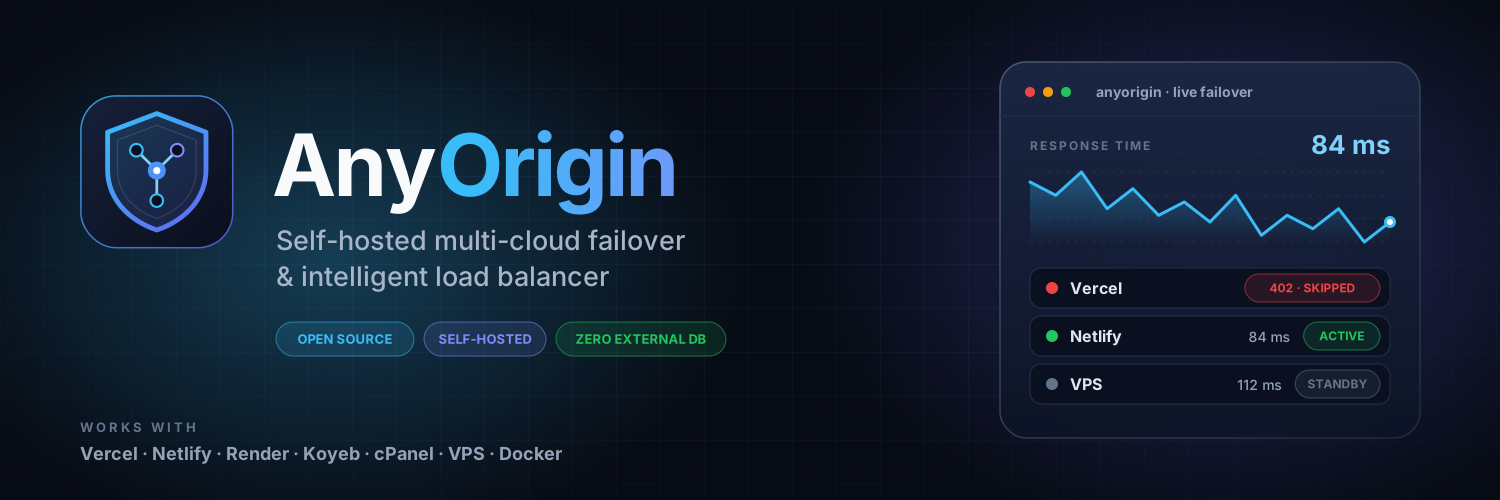 AnyOrigin
Self-hosted multi-cloud failover
& intelligent load balancer
OPEN SOURCE
SELF-HOSTED
ZERO EXTERNAL DB
WORKS WITH
Vercel · Netlify · Render · Koyeb · cPanel · VPS · Docker
anyorigin · live failover
RESPONSE TIME
84 ms
Vercel
402 · SKIPPED
Netlify
84 ms
ACTIVE
VPS
112 ms
STANDBY